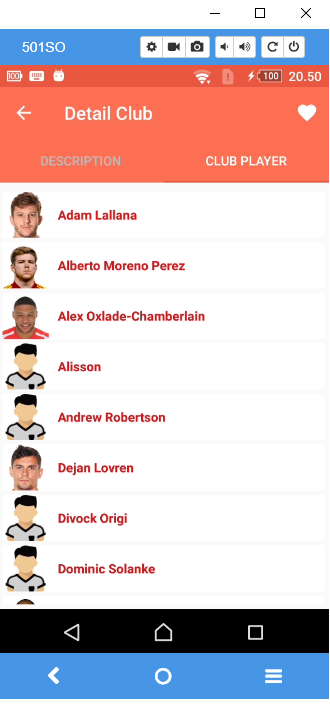 501SO
100
100
20.50
Detail Club
DESCRIPTION
CLUB PLAYER
Adam Lallana
Alberto Moreno Perez
Alex Oxlade-Chamberlain
Alisson
Andrew Robertson
Dejan Lovren
Divock Origi
Dominic Solanke